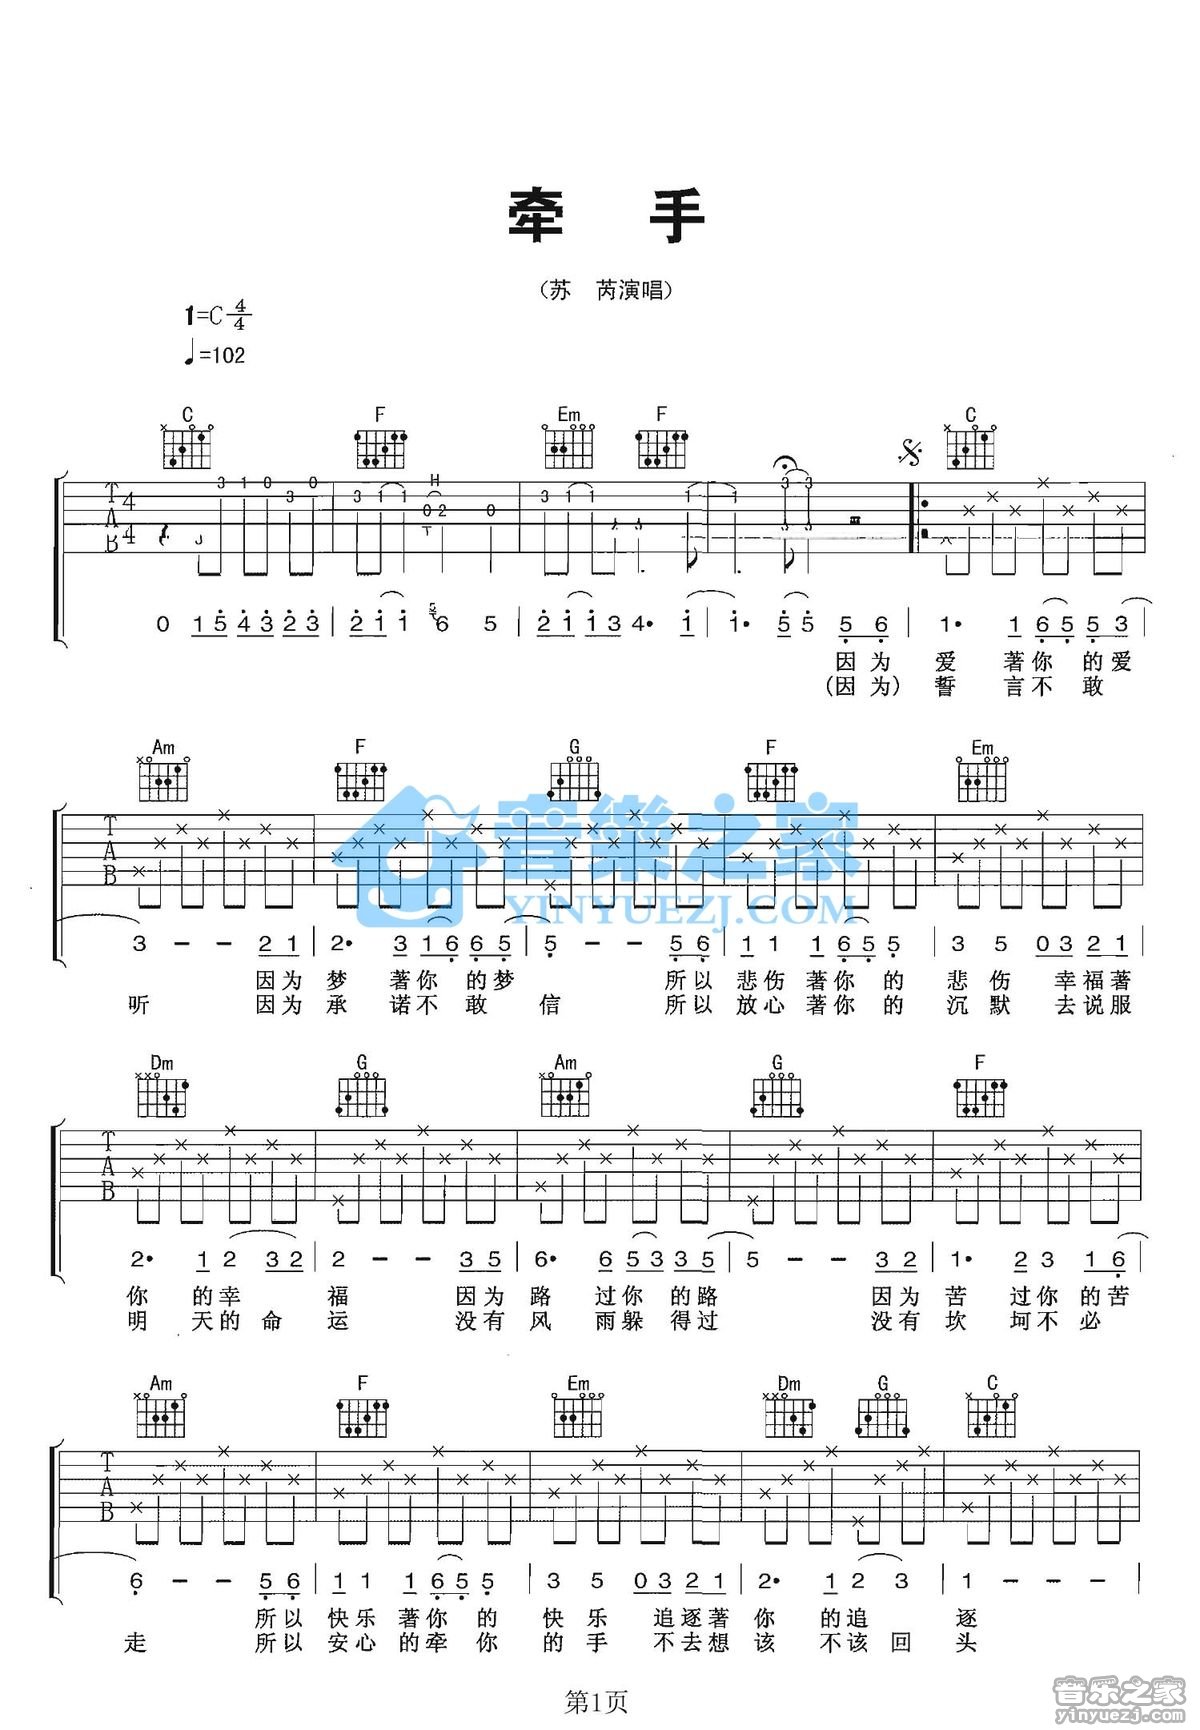 牵 手
(苏 芮演唱)
1=C 4/4
♩=102
C F Em F C
T 4 3 1 0 3 0 3 1 1 H 0 2 0 3 1 1 1 1 3 3
A
B 4 T 3 3
0 1 5 4 3 2 3 | 2 1 1 6 5 | 2 1 1 3 4· 1 | 1· 5 5 5 6 | 1· 1 6 5 5 3
因为 爱 著你 的爱
(因为) 誓 言不 敢
Am F G F Em
音樂之家
YINYUEZJ.COM
T
A
B
3 - - 2 1 | 2· 3 1 6 6 5 | 5 - - 5 6 | 1 1 1 6 5 5 | 3 5 0 3 2 1
因为 梦 著你 的梦 所以 悲伤 著你 的 悲 伤 幸福著
听 因为 承 诺不 敢 信 所以 放心 著你 的 沉 默 去说服
Dm G Am G F
T
A
B
2· 1 2 3 2 | 2 - - 3 5 | 6· 6 5 3 3 5 | 5 - - 3 5 | 1· 2 3 2 1 6
你 的幸 福 因为 路 过你 的路 因为 苦 过你 的苦
明 天的 命 运 没有 风 雨躲 得过 没有 坎 坷不 必
Am F Em Dm G C
T
A
B
6 - - 5 6 | 1 1 1 6 5 5 | 3 5 0 3 2 1 | 2· 1 2 3 | 1 - -
所以 快乐 著你 的 快 乐 追逐著 你 的追 逐
走 所以 安心 的牵 你 的 手 不去想 该 不该 回 头
第1页
音乐之家
yinyuezj.com